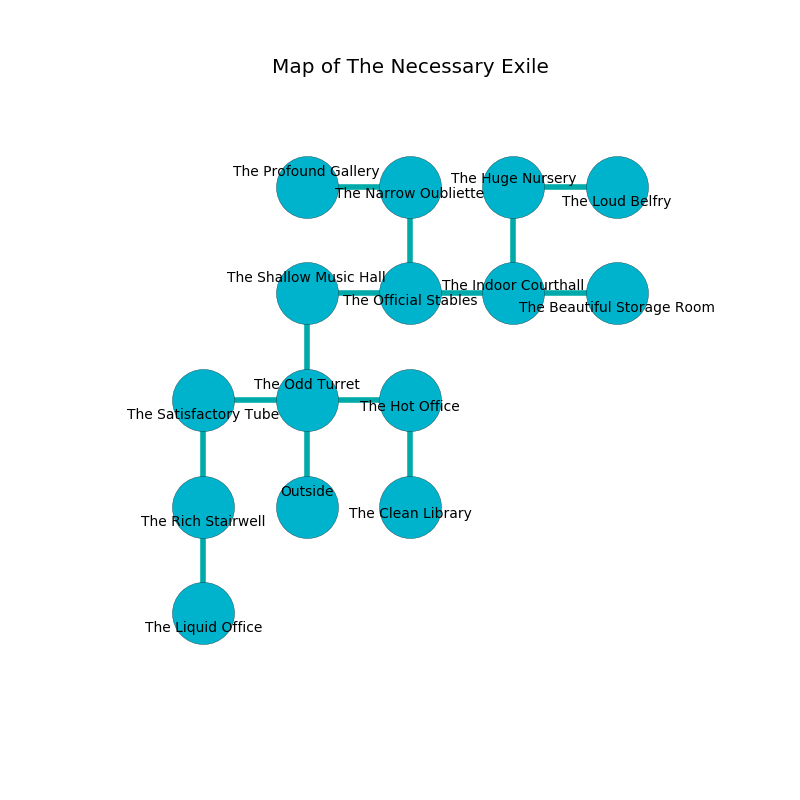 Map of The Necessary Exile
The Profound Gallery
The Huge Nursery
The Narrow Oubliette
The Loud Belfry
The Shallow Music Hall
The Indoor Courthall
The Official Stables
The Beautiful Storage Room
The Odd Turret
The Hot Office
The Satisfactory Tube
Outside
The Clean Library
The Rich Stairwell
The Liquid Office